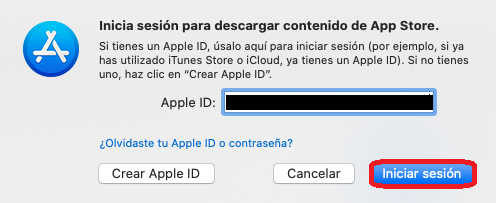 Inicia sesión para descargar contenido de App Store.
Si tienes un Apple ID, úsalo aquí para iniciar sesión (por ejemplo, si ya
has utilizado iTunes Store o iCloud, ya tienes un Apple ID). Si no tienes
uno, haz clic en “Crear Apple ID”.
Apple ID:
¿Olvidaste tu Apple ID o contraseña?
Crear Apple ID Cancelar Iniciar sesión